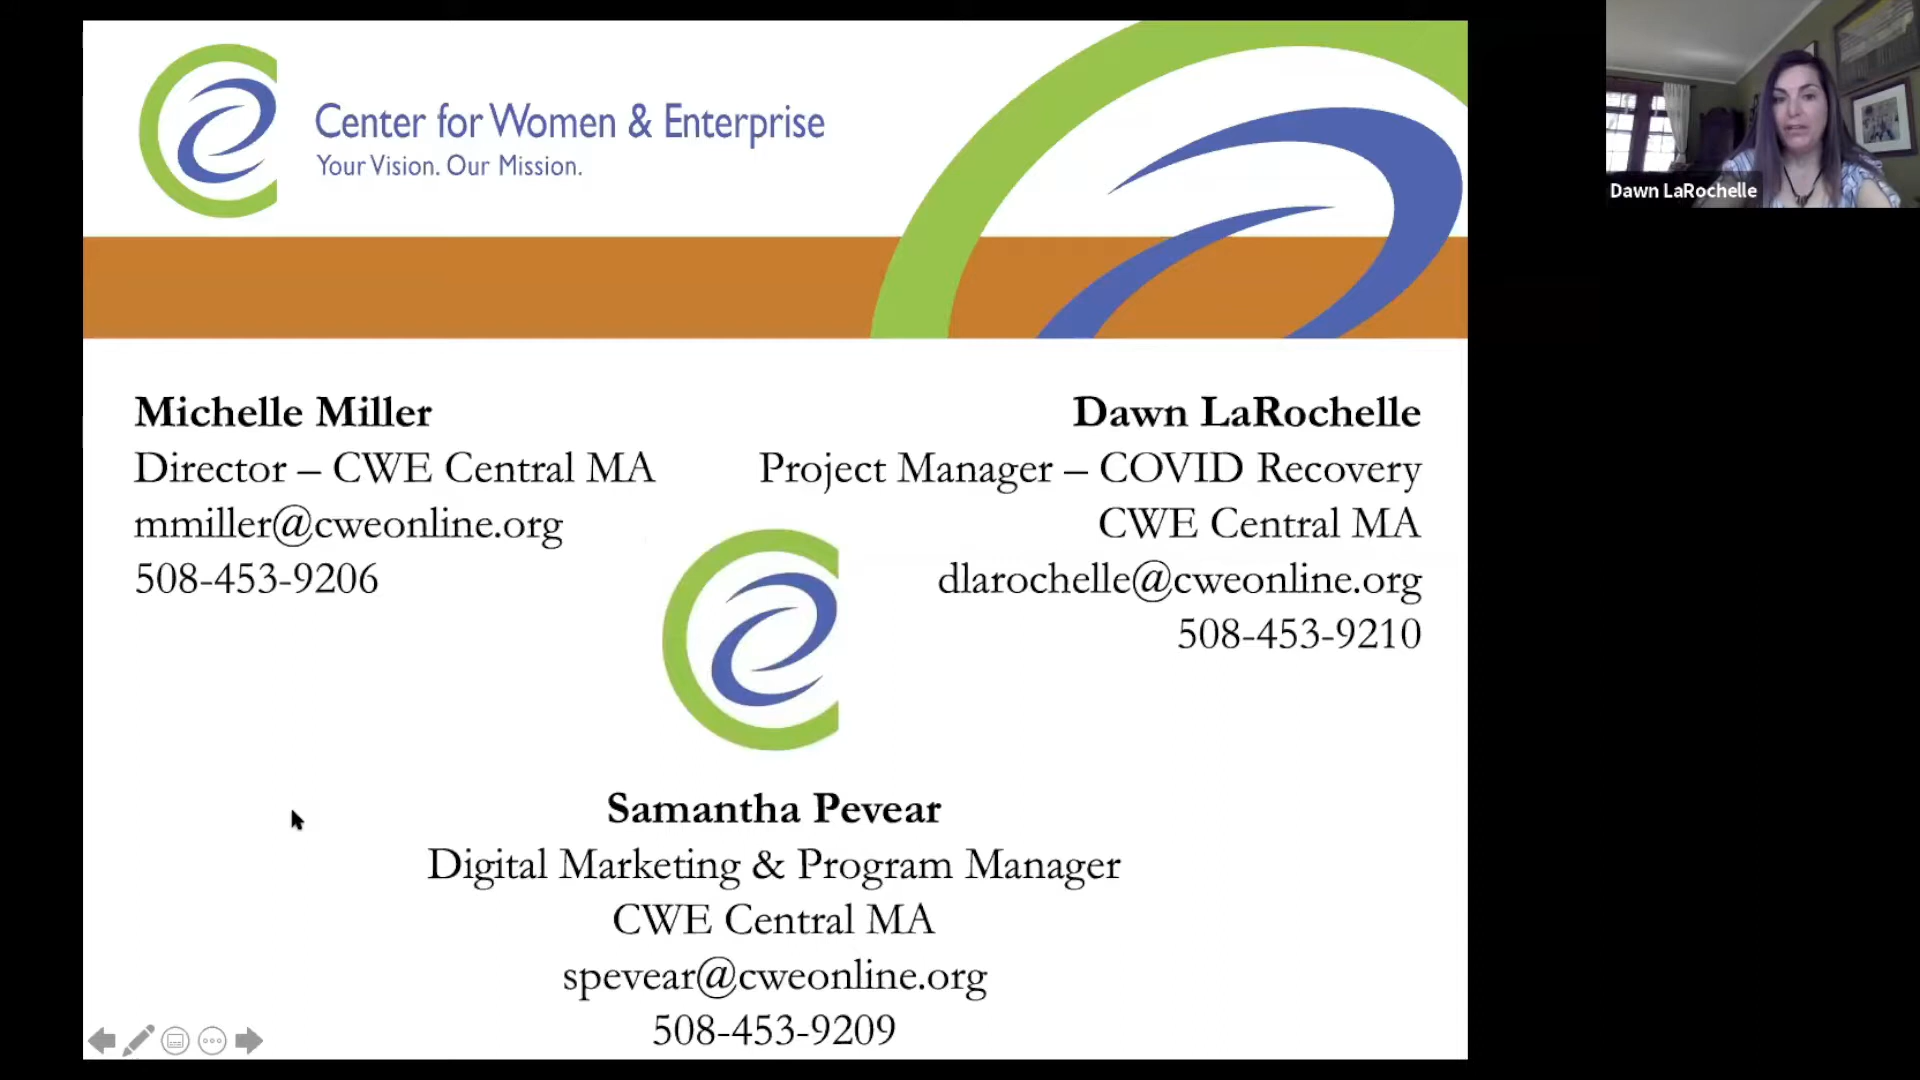 Center for Women & Enterprise
Your Vision. Our Mission.
Dawn LaRochelle
Michelle Miller
Director – CWE Central MA
mmiller@cweonline.org
508-453-9206
Dawn LaRochelle
Project Manager – COVID Recovery
CWE Central MA
dlarochelle@cweonline.org
508-453-9210
Samantha Pevear
Digital Marketing & Program Manager
CWE Central MA
spevear@cweonline.org
508-453-9209